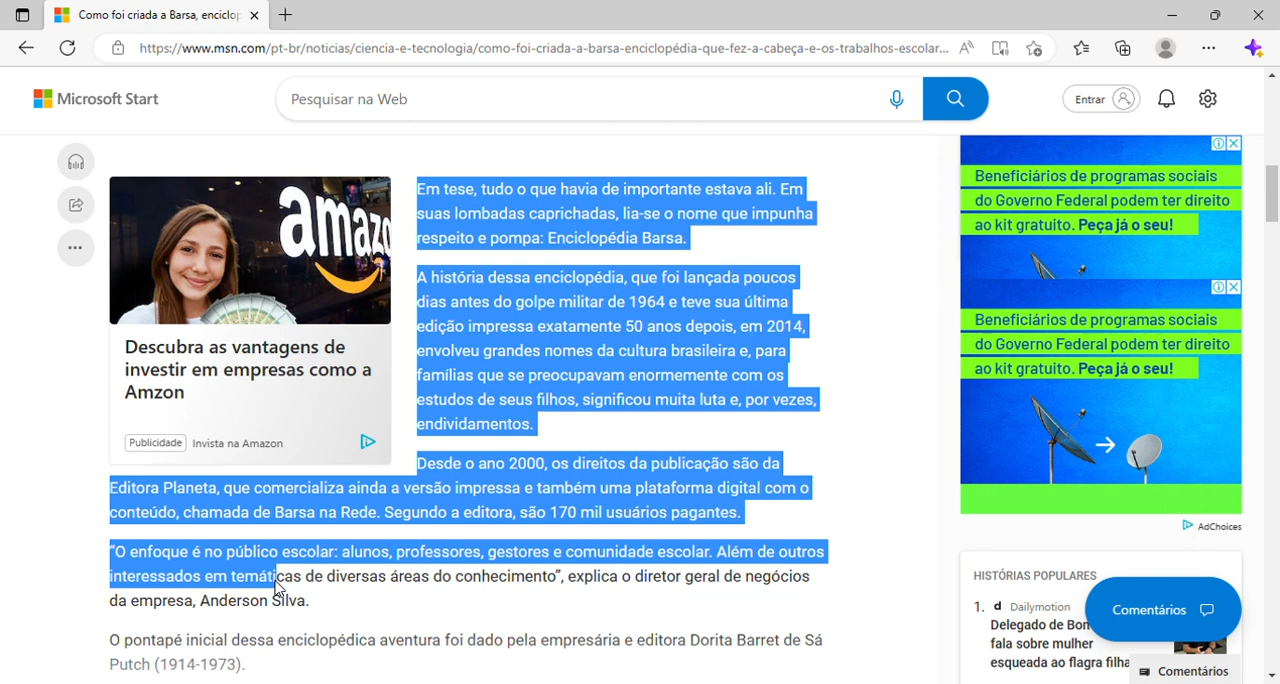 Como foi criada a Barsa, enciclop
https://www.msn.com/pt-br/noticias/ciencia-e-tecnologia/como-foi-criada-a-barsa-enciclopédia-que-fez-a-cabeça-e-os-trabalhos-escolar...
Microsoft Start
Pesquisar na Web
Entrar
amazo
Descubra as vantagens de
investir em empresas como a
Amzon
Publicidade Invista na Amazon
Em tese, tudo o que havia de importante estava ali. Em
suas lombadas caprichadas, lia-se o nome que impunha
respeito e pompa: Enciclopédia Barsa.
A história dessa enciclopédia, que foi lançada poucos
dias antes do golpe militar de 1964 e teve sua última
edição impressa exatamente 50 anos depois, em 2014,
envolveu grandes nomes da cultura brasileira e, para
famílias que se preocupavam enormemente com os
estudos de seus filhos, significou muita luta e, por vezes,
endividamentos.
Desde o ano 2000, os direitos da publicação são da
Editora Planeta, que comercializa ainda a versão impressa e também uma plataforma digital com o
conteúdo, chamada de Barsa na Rede. Segundo a editora, são 170 mil usuários pagantes.
“O enfoque é no público escolar: alunos, professores, gestores e comunidade escolar. Além de outros
interessados em temáticas de diversas áreas do conhecimento”, explica o diretor geral de negócios
da empresa, Anderson Silva.
O pontapé inicial dessa enciclopédica aventura foi dado pela empresária e editora Dorita Barret de Sá
Putch (1914-1973).
Beneficiários de programas sociais
do Governo Federal podem ter direito
ao kit gratuito. Peça já o seu!
Beneficiários de programas sociais
do Governo Federal podem ter direito
ao kit gratuito. Peça já o seu!
AdChoices
HISTÓRIAS POPULARES
1. d Dailymotion
Delegado de Bon
fala sobre mulher
esqueada ao flagra filha
Comentários
Comentários